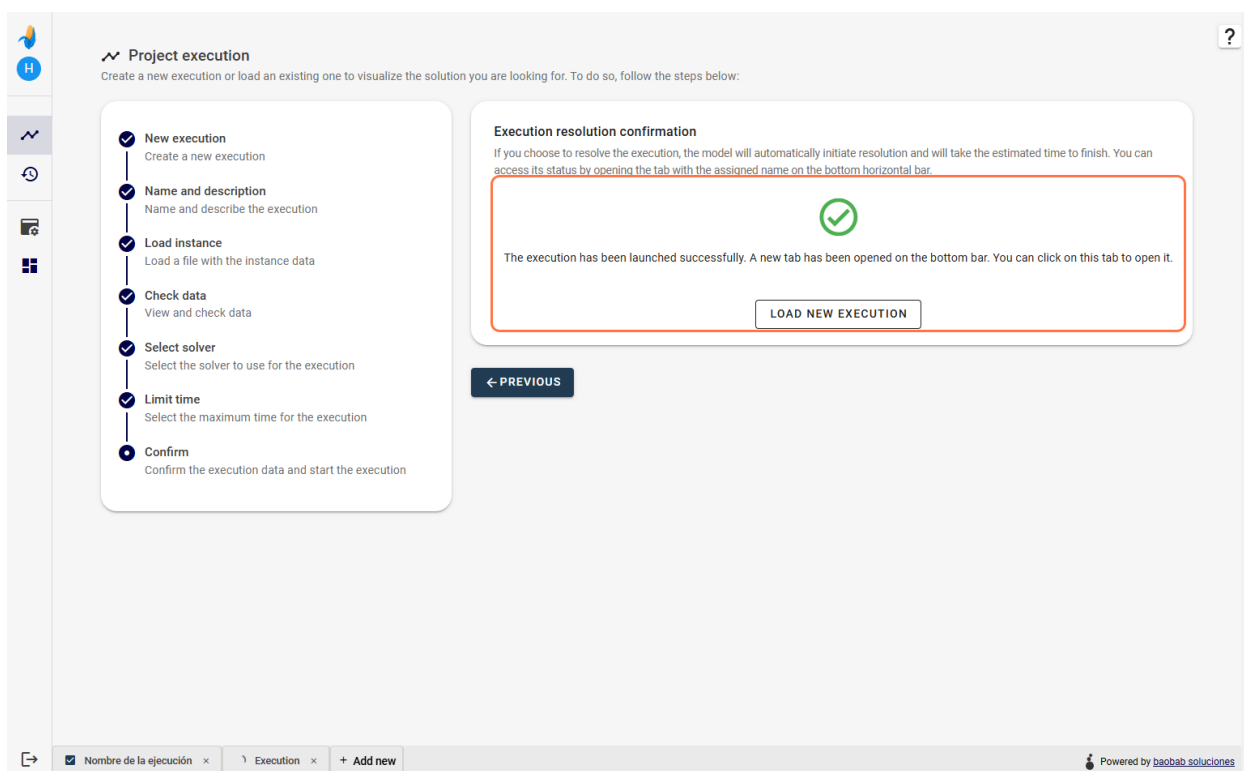 ?
H
Project execution
Create a new execution or load an existing one to visualize the solution you are looking for. To do so, follow the steps below:
New execution
Create a new execution
Name and description
Name and describe the execution
Load instance
Load a file with the instance data
Check data
View and check data
Select solver
Select the solver to use for the execution
Limit time
Select the maximum time for the execution
Confirm
Confirm the execution data and start the execution
Execution resolution confirmation
If you choose to resolve the execution, the model will automatically initiate resolution and will take the estimated time to finish. You can
access its status by opening the tab with the assigned name on the bottom horizontal bar.
The execution has been launched successfully. A new tab has been opened on the bottom bar. You can click on this tab to open it.
LOAD NEW EXECUTION
PREVIOUS
Nombre de la ejecución ×
Execution ×
+ Add new
Powered by baobab soluciones